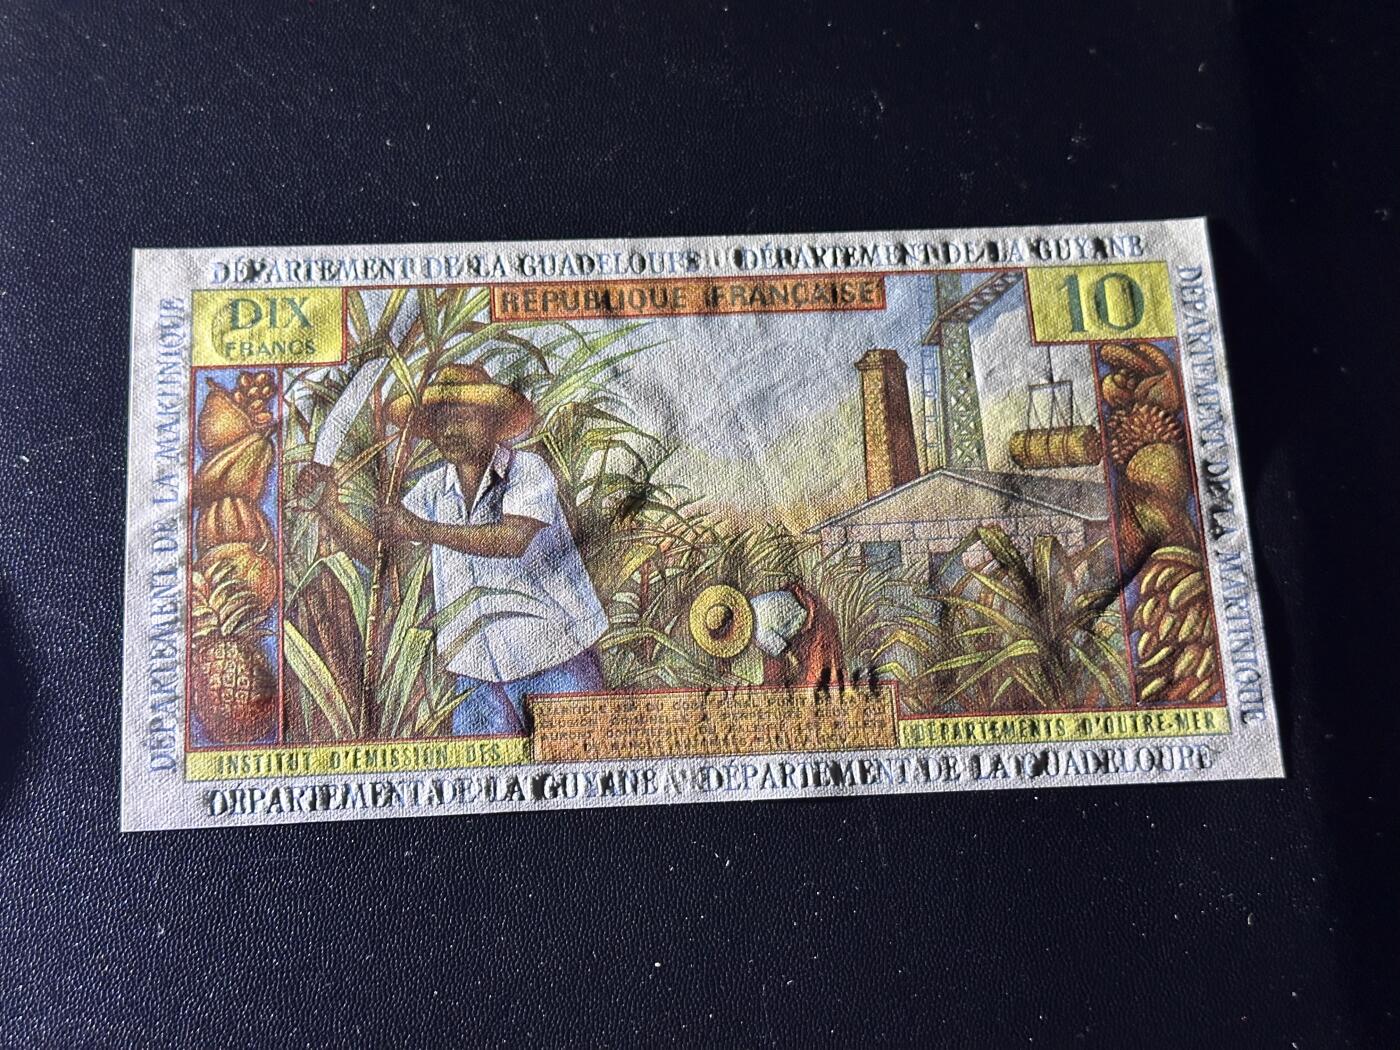 DÉPARTEMENT DE LA GUADELOUPE DÉPARTEMENT DE LA GUYANE
DIX
FRANCS
RÉPUBLIQUE FRANÇAISE
10
DÉPARTEMENT DE LA MARTINIQUE
DÉPARTEMENT DE LA MARTINIQUE
INSTITUT D'ÉMISSION DES
DÉPARTEMENTS D'OUTRE-MER
DÉPARTEMENT DE LA GUYANE DÉPARTEMENT DE LA GUADELOUPE